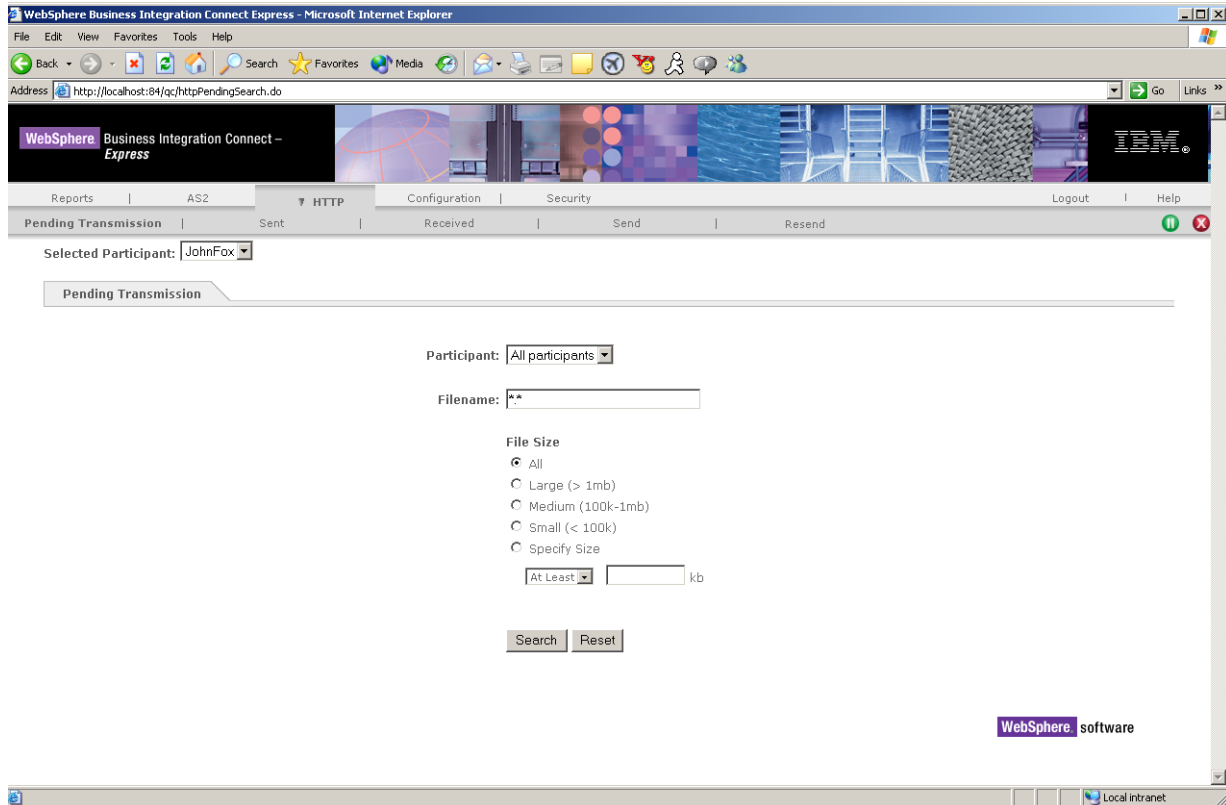 WebSphere Business Integration Connect Express - Microsoft Internet Explorer
File Edit View Favorites Tools Help
Back Search Favorites Media
Address http://localhost:84/qc/httpPendingSearch.do Go Links »
WebSphere. Business Integration Connect –
Express
IBM®
Reports | AS2 HTTP Configuration | Security Logout | Help
Pending Transmission | Sent | Received | Send | Resend
Selected Participant: JohnFox
Pending Transmission
Participant: All participants
Filename: *.*
File Size
All
Large (> 1mb)
Medium (100k-1mb)
Small (< 100k)
Specify Size
At Least kb
Search Reset
WebSphere. software
Local intranet